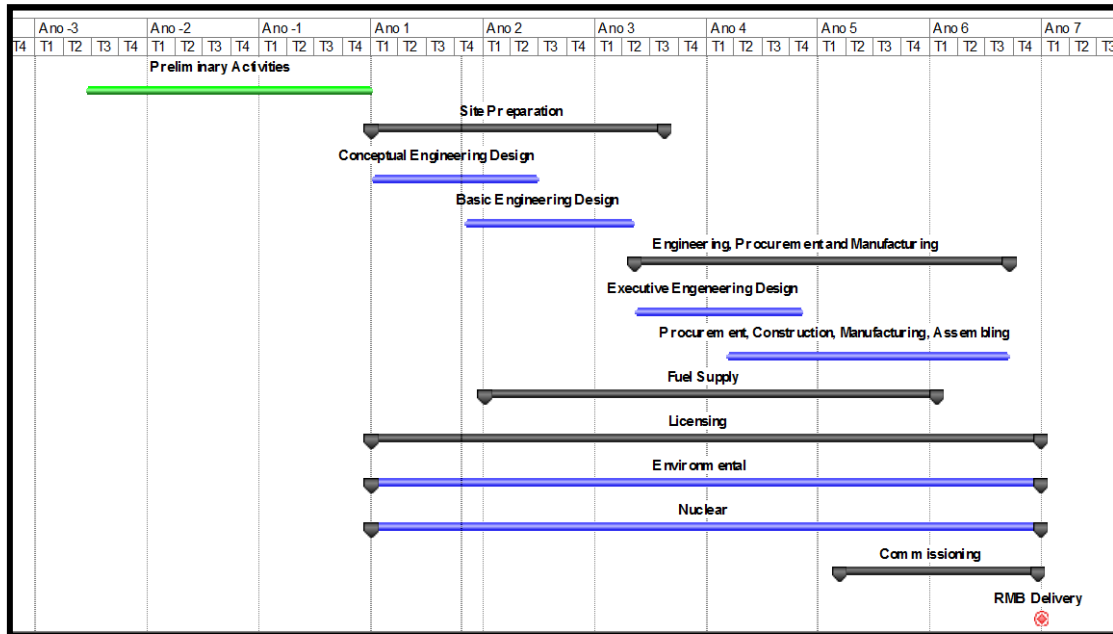 Ano -3 Ano -2 Ano -1 Ano 1 Ano 2 Ano 3 Ano 4 Ano 5 Ano 6 Ano 7
T4 T1 T2 T3 T4 T1 T2 T3 T4 T1 T2 T3 T4 T1 T2 T3 T4 T1 T2 T3 T4 T1 T2 T3 T4 T1 T2 T3 T4 T1 T2 T3 T4 T1 T2 T3 T4 T1 T2 T3
Preliminary Activities
Site Preparation
Conceptual Engineering Design
Basic Engineering Design
Engineering, Procurement and Manufacturing
Executive Engeneering Design
Procurement, Construction, Manufacturing, Assembling
Fuel Supply
Licensing
Environmental
Nuclear
Commissioning
RMB Delivery